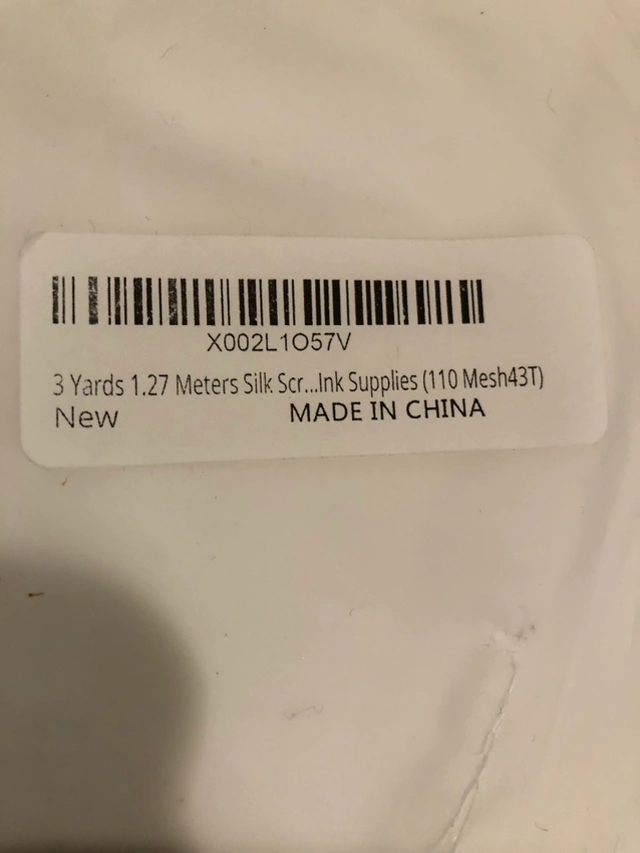 X002L1O57V
3 Yards 1.27 Meters Silk Scr...Ink Supplies (110 Mesh43T)
New MADE IN CHINA